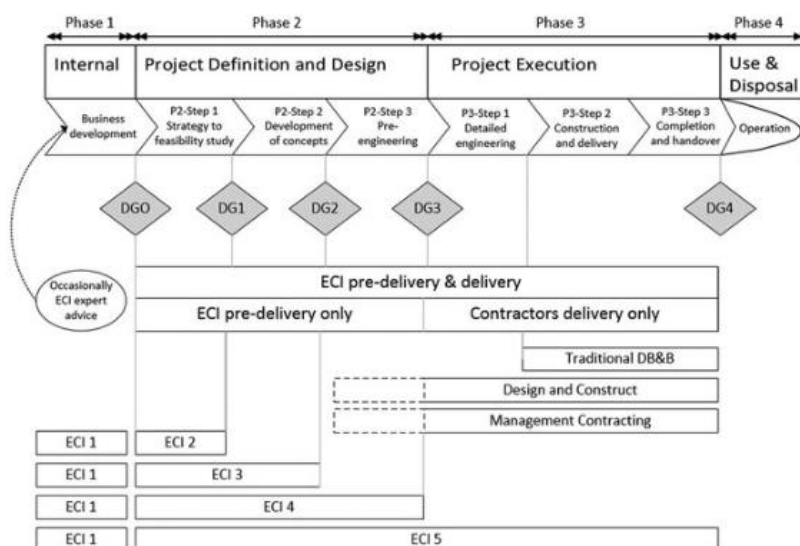 Phase 1 Phase 2 Phase 3 Phase 4
Internal Project Definition and Design Project Execution Use &
Disposal
Business
development
P2-Step 1
Strategy to
feasibility study
P2-Step 2
Development
of concepts
P2-Step 3
Pre-
engineering
P3-Step 1
Detailed
engineering
P3-Step 2
Construction
and delivery
P3-Step 3
Completion
and handover
Operation
DG0 DG1 DG2 DG3 DG4
Occasionally
ECI expert
advice
ECI pre-delivery & delivery
ECI pre-delivery only Contractors delivery only
Traditional DB&B
Design and Construct
Management Contracting
ECI 1 ECI 2
ECI 1 ECI 3
ECI 1 ECI 4
ECI 1 ECI 5